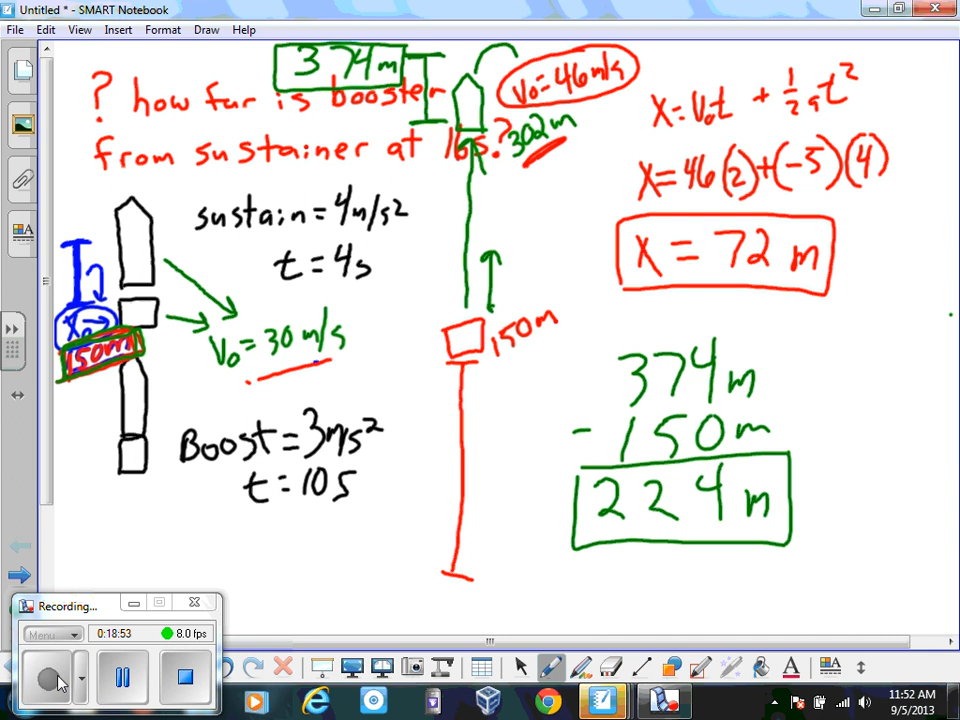 Untitled * - SMART Notebook
File Edit View Insert Format Draw Help
374m
? how far is booster
from sustainer at 16s.?
V₀=46m/s
302m
X=V₀t + 1/2 at²
X=46(2)+(-5)(4)
X = 72 m
sustain=4m/s²
t=4s
X₀→
150m
V₀=30 m/s
150m
Boost=3m/s²
t=10s
374m
-150m
224m
Recording...
Menu
0:18:53
8.0 fps
11:52 AM
9/5/2013